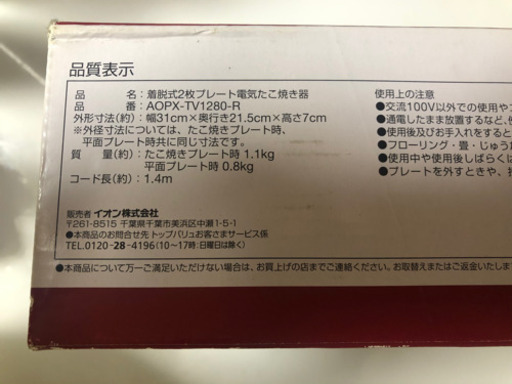 品質表示
品　　名：着脱式2枚プレート電気たこ焼き器
品　　番：AOPX-TV1280-R
外形寸法(約)：幅31cm×奥行き21.5cm×高さ7cm
※外径寸法については、たこ焼きプレート時、
平面プレート時共に同じ寸法です。
質　　量(約)：たこ焼きプレート時 1.1kg
平面プレート時 0.8kg
コード長(約)：1.4m
販売者 イオン株式会社
〒261-8515 千葉県千葉市美浜区中瀬1-5-1
●本商品のお問合せ先 トップバリュお客さまサービス係
TEL.0120-28-4196(10〜17時:日曜日は除く)
●本商品について万一ご満足いただけない場合は、お買上げの店までご連絡ください。お取替えまたはご返金いたします
使用上の注意
●交流100V以外での使用や
●通電したまま放置するなど、
●使用後及びお手入れをすると
●フローリング・畳・じゅうた
●使用中や使用後しばらくは
●プレートを外すときや、